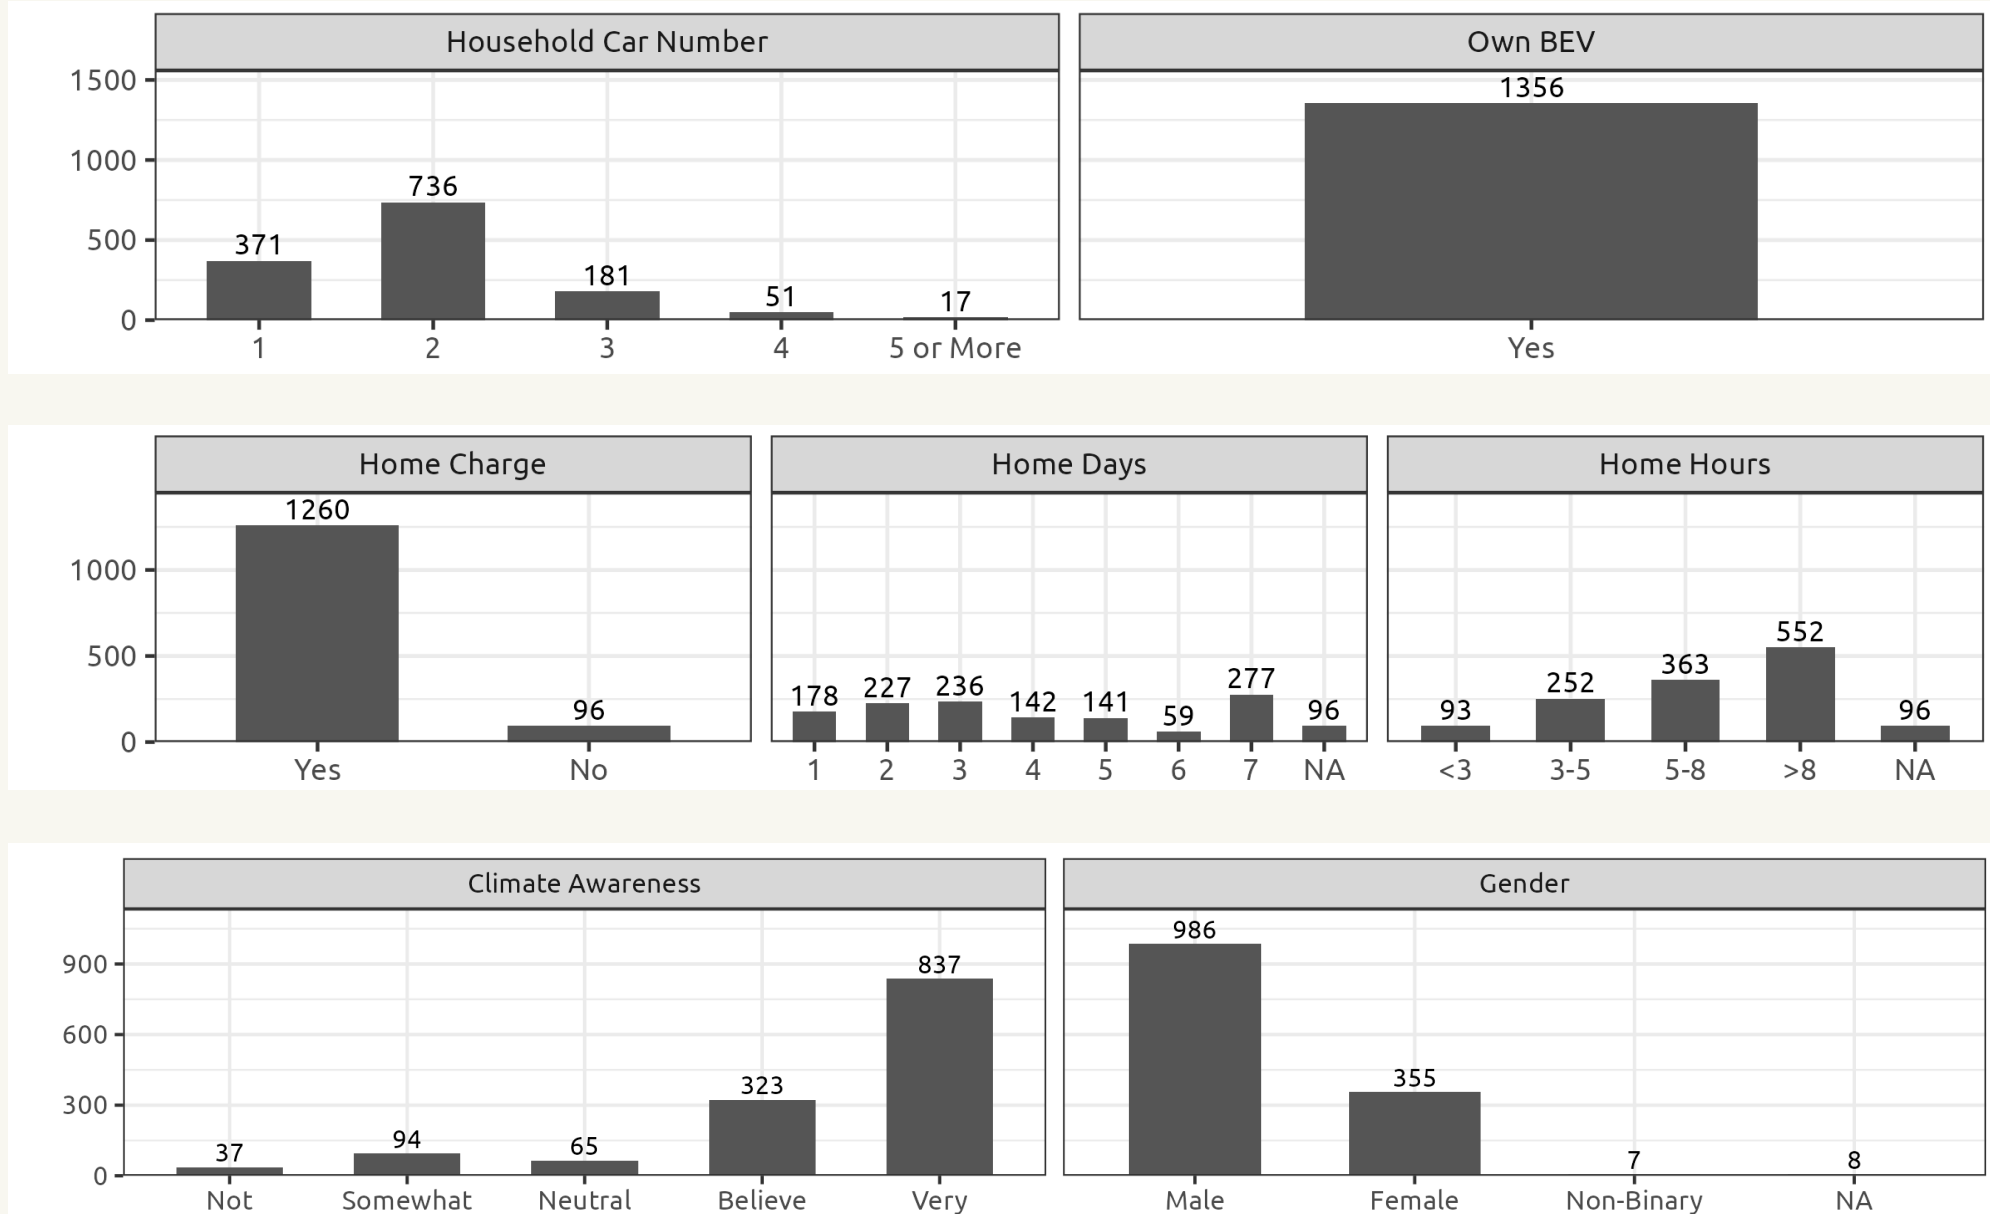 Household Car Number
Own BEV
1500
1000
500
0
371
736
181
51
17
1 2 3 4 5 or More
1356
Yes
Home Charge
Home Days
Home Hours
1000
500
0
1260
96
Yes No
178 227 236 142 141 59 277 96
1 2 3 4 5 6 7 NA
93 252 363 552 96
<3 3-5 5-8 >8 NA
Climate Awareness
Gender
900
600
300
0
37 94 65 323 837
Not Somewhat Neutral Believe Very
986 355 7 8
Male Female Non-Binary NA